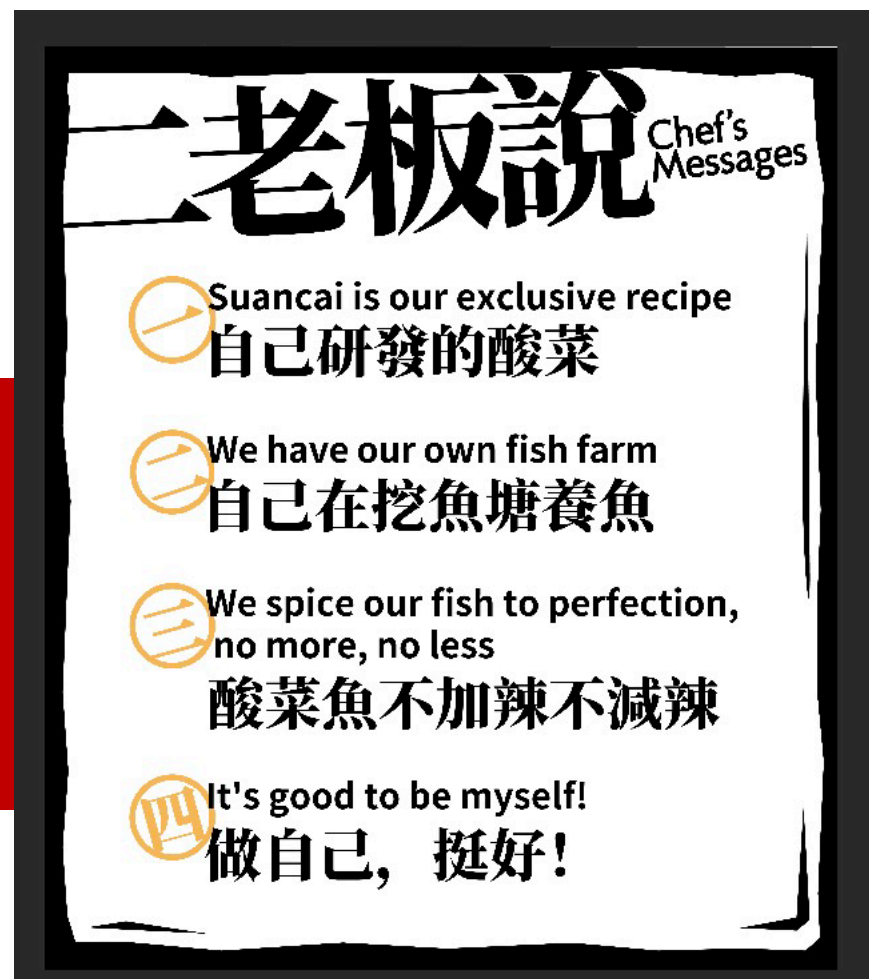 二老板說
Chef's
Messages
一
Suancai is our exclusive recipe
自己研發的酸菜
二
We have our own fish farm
自己在挖魚塘養魚
三
We spice our fish to perfection,
no more, no less
酸菜魚不加辣不減辣
四
It's good to be myself!
做自己，挺好！